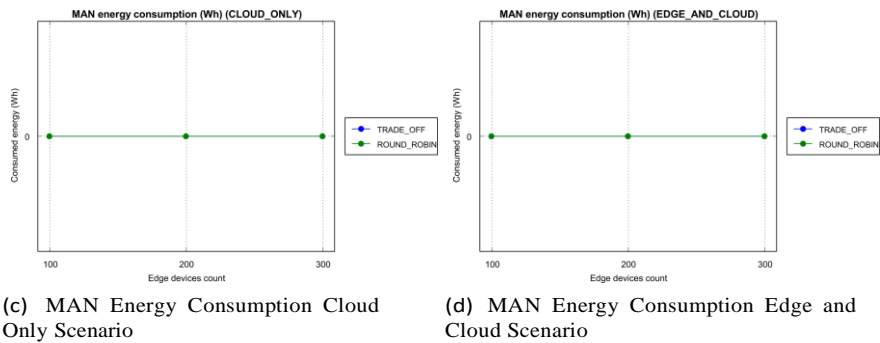 MAN energy consumption (Wh) (CLOUD_ONLY)
Consumed energy (Wh)
0
100 200 300
Edge devices count
TRADE_OFF
ROUND_ROBIN
(c) MAN Energy Consumption Cloud
Only Scenario
MAN energy consumption (Wh) (EDGE_AND_CLOUD)
Consumed energy (Wh)
0
100 200 300
Edge devices count
TRADE_OFF
ROUND_ROBIN
(d) MAN Energy Consumption Edge and
Cloud Scenario